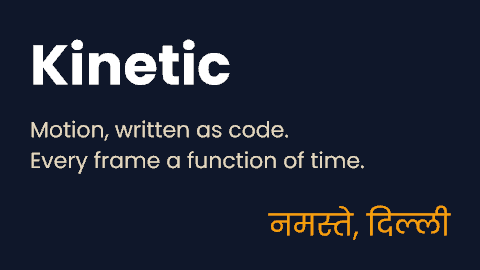 Kinetic
Motion, written as code.
Every frame a function of time.
नमस्ते, दिल्ली